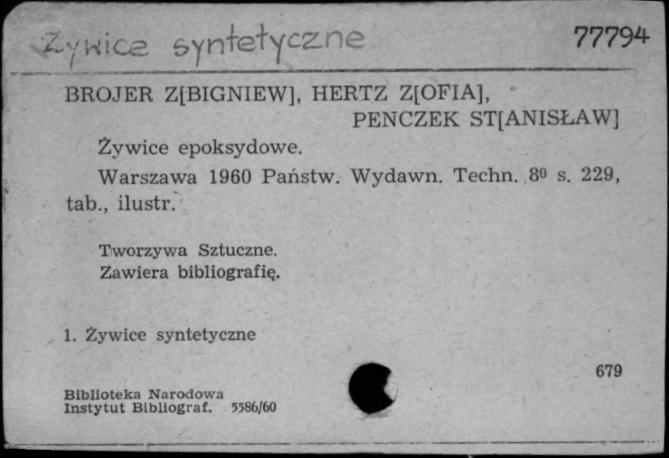 Żywice syntetyczne 77794
BROJER Z[BIGNIEW], HERTZ Z[OFIA],
PENCZEK ST[ANISŁAW]
Żywice epoksydowe.
Warszawa 1960 Państw. Wydawn. Techn. 8⁰ s. 229,
tab., ilustr.
Tworzywa Sztuczne.
Zawiera bibliografię.
1. Żywice syntetyczne
679
Biblioteka Narodowa
Instytut Bibliograf. 5586/60